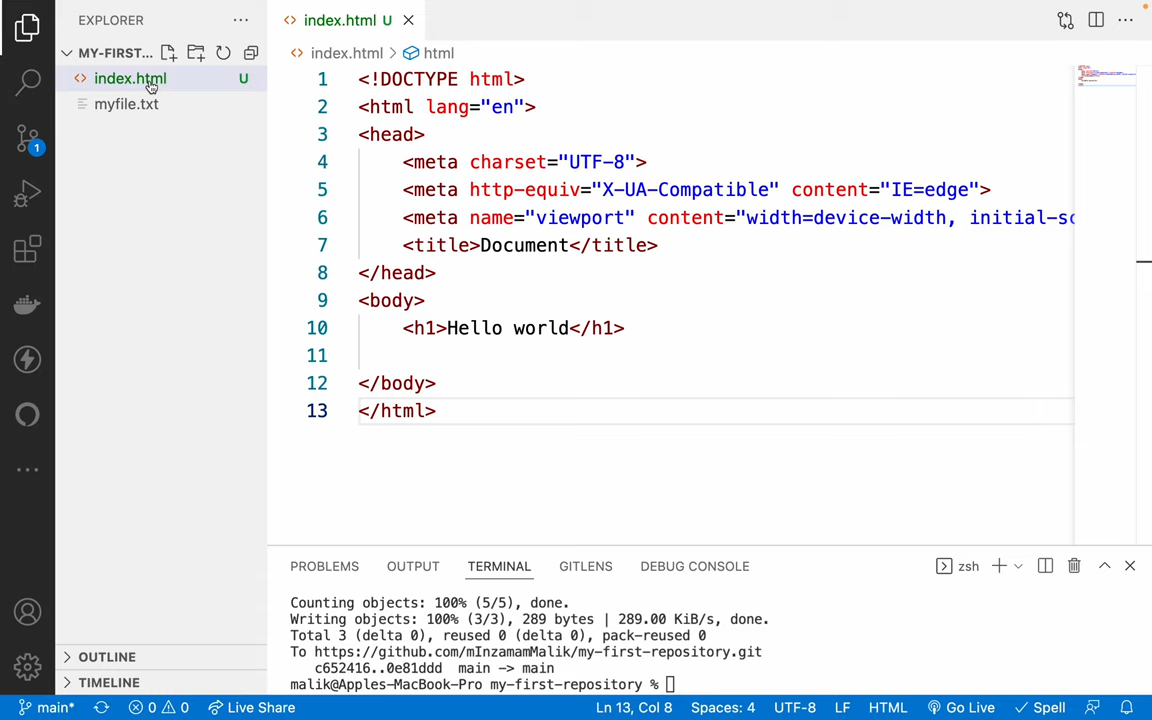 EXPLORER
MY-FIRST...
index.html U
myfile.txt
1
OUTLINE
TIMELINE
index.html U
index.html > html
1 <!DOCTYPE html>
2 <html lang="en">
3 <head>
4 <meta charset="UTF-8">
5 <meta http-equiv="X-UA-Compatible" content="IE=edge">
6 <meta name="viewport" content="width=device-width, initial-sc
7 <title>Document</title>
8 </head>
9 <body>
10 <h1>Hello world</h1>
11
12 </body>
13 </html>
PROBLEMS OUTPUT TERMINAL GITLENS DEBUG CONSOLE zsh
Counting objects: 100% (5/5), done.
Writing objects: 100% (3/3), 289 bytes | 289.00 KiB/s, done.
Total 3 (delta 0), reused 0 (delta 0), pack-reused 0
To https://github.com/mInzamamMalik/my-first-repository.git
c652416..0e81ddd main -> main
malik@Apples-MacBook-Pro my-first-repository %
main* 0 0 Live Share Ln 13, Col 8 Spaces: 4 UTF-8 LF HTML Go Live Spell